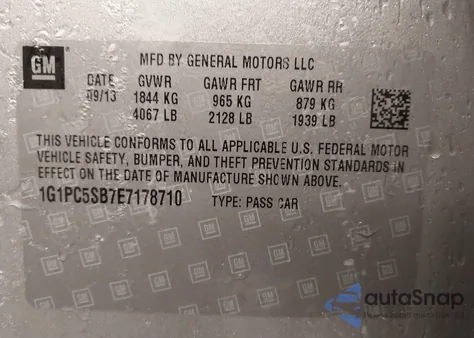 GM
MFD BY GENERAL MOTORS LLC
DATE GVWR GAWR FRT GAWR RR
09/13 1844 KG 965 KG 879 KG
4067 LB 2128 LB 1939 LB
THIS VEHICLE CONFORMS TO ALL APPLICABLE U.S. FEDERAL MOTOR
VEHICLE SAFETY, BUMPER, AND THEFT PREVENTION STANDARDS IN
EFFECT ON THE DATE OF MANUFACTURE SHOWN ABOVE.
1G1PC5SB7E7178710 TYPE: PASS CAR
autoSnap